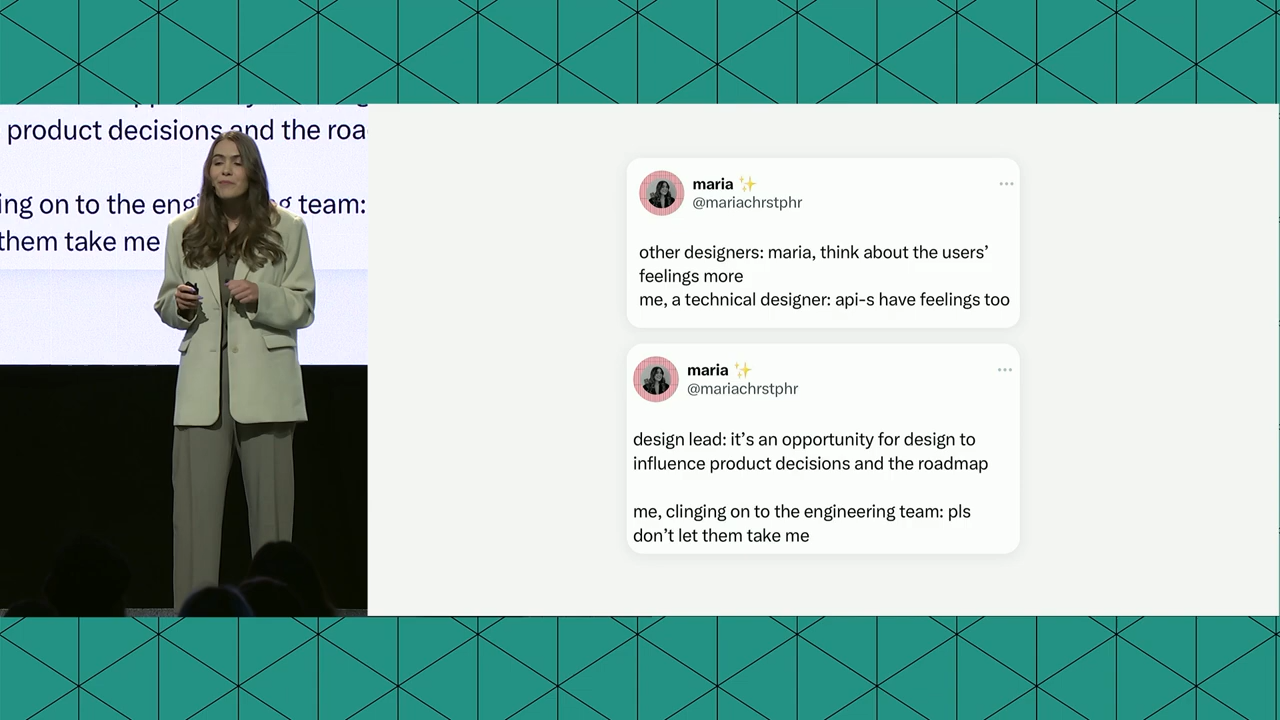 product decisions and the roa
ing on to the eng g team:
them take me
maria ✨
@mariachrstphr
other designers: maria, think about the users’
feelings more
me, a technical designer: api-s have feelings too
maria ✨
@mariachrstphr
design lead: it’s an opportunity for design to
influence product decisions and the roadmap
me, clinging on to the engineering team: pls
don’t let them take me